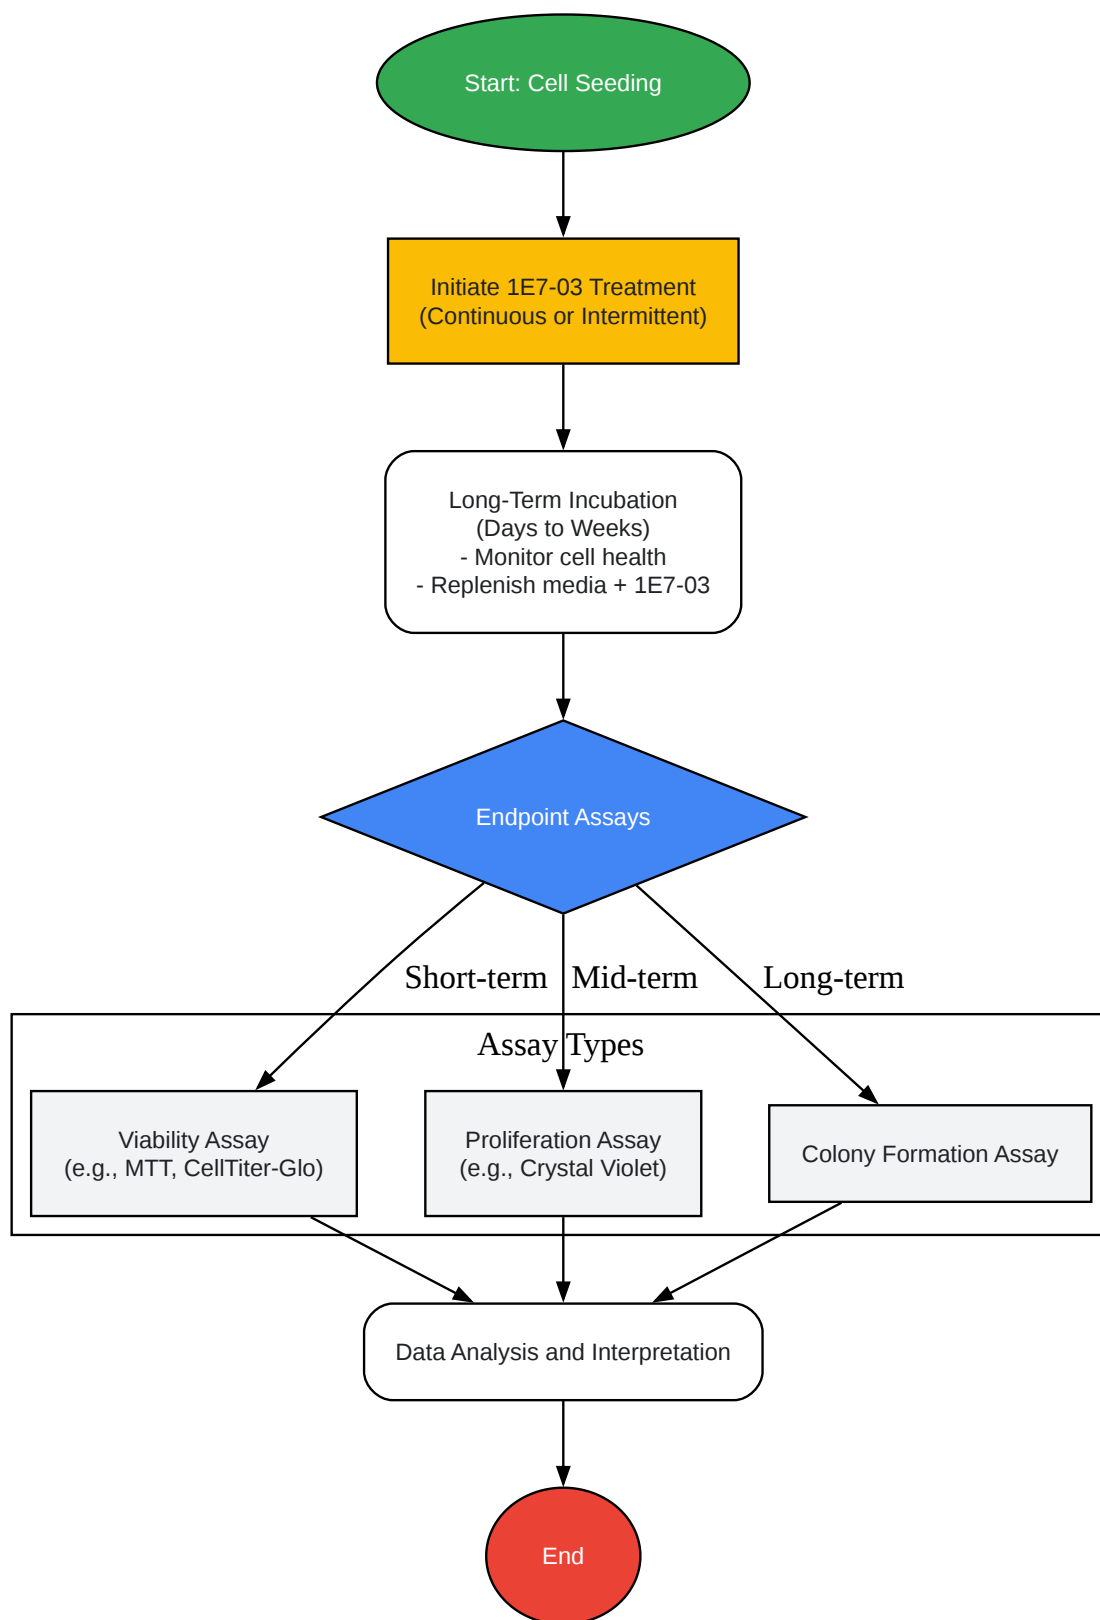 Start: Cell Seeding
Initiate 1E7-03 Treatment
(Continuous or Intermittent)
Long-Term Incubation
(Days to Weeks)
- Monitor cell health
- Replenish media + 1E7-03
Endpoint Assays
Short-term
Mid-term
Long-term
Assay Types
Viability Assay
(e.g., MTT, CellTiter-Glo)
Proliferation Assay
(e.g., Crystal Violet)
Colony Formation Assay
Data Analysis and Interpretation
End